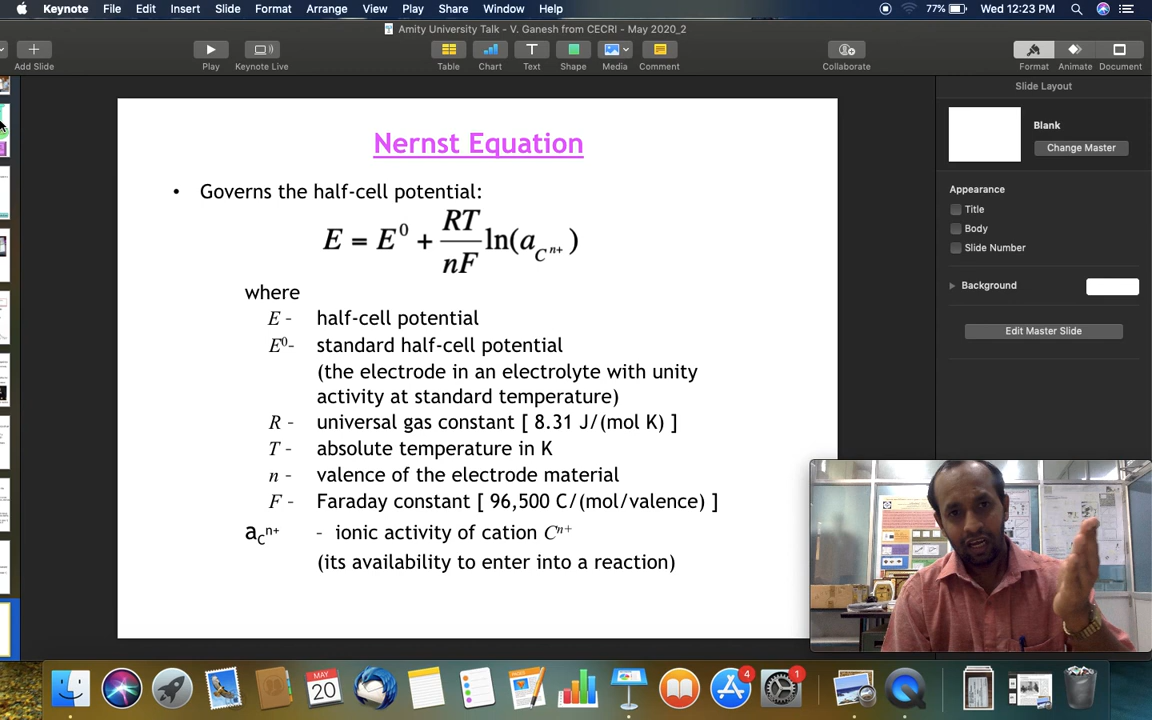 Keynote File Edit Insert Slide Format Arrange View Play Share Window Help 77% Wed 12:23 PM
Amity University Talk - V. Ganesh from CECRI - May 2020_2
Add Slide Play Keynote Live Table Chart Text Shape Media Comment Collaborate Format Animate Document
Slide Layout
Blank
Change Master
Appearance
Title
Body
Slide Number
Background
Edit Master Slide
Nernst Equation
• Governs the half-cell potential:
E = E⁰ + RT/nF ln(a_Cⁿ⁺)
where
E - half-cell potential
E⁰- standard half-cell potential
(the electrode in an electrolyte with unity
activity at standard temperature)
R - universal gas constant [ 8.31 J/(mol K) ]
T - absolute temperature in K
n - valence of the electrode material
F - Faraday constant [ 96,500 C/(mol/valence) ]
a_Cⁿ⁺ - ionic activity of cation Cⁿ⁺
(its availability to enter into a reaction)
MAY
20
4
1